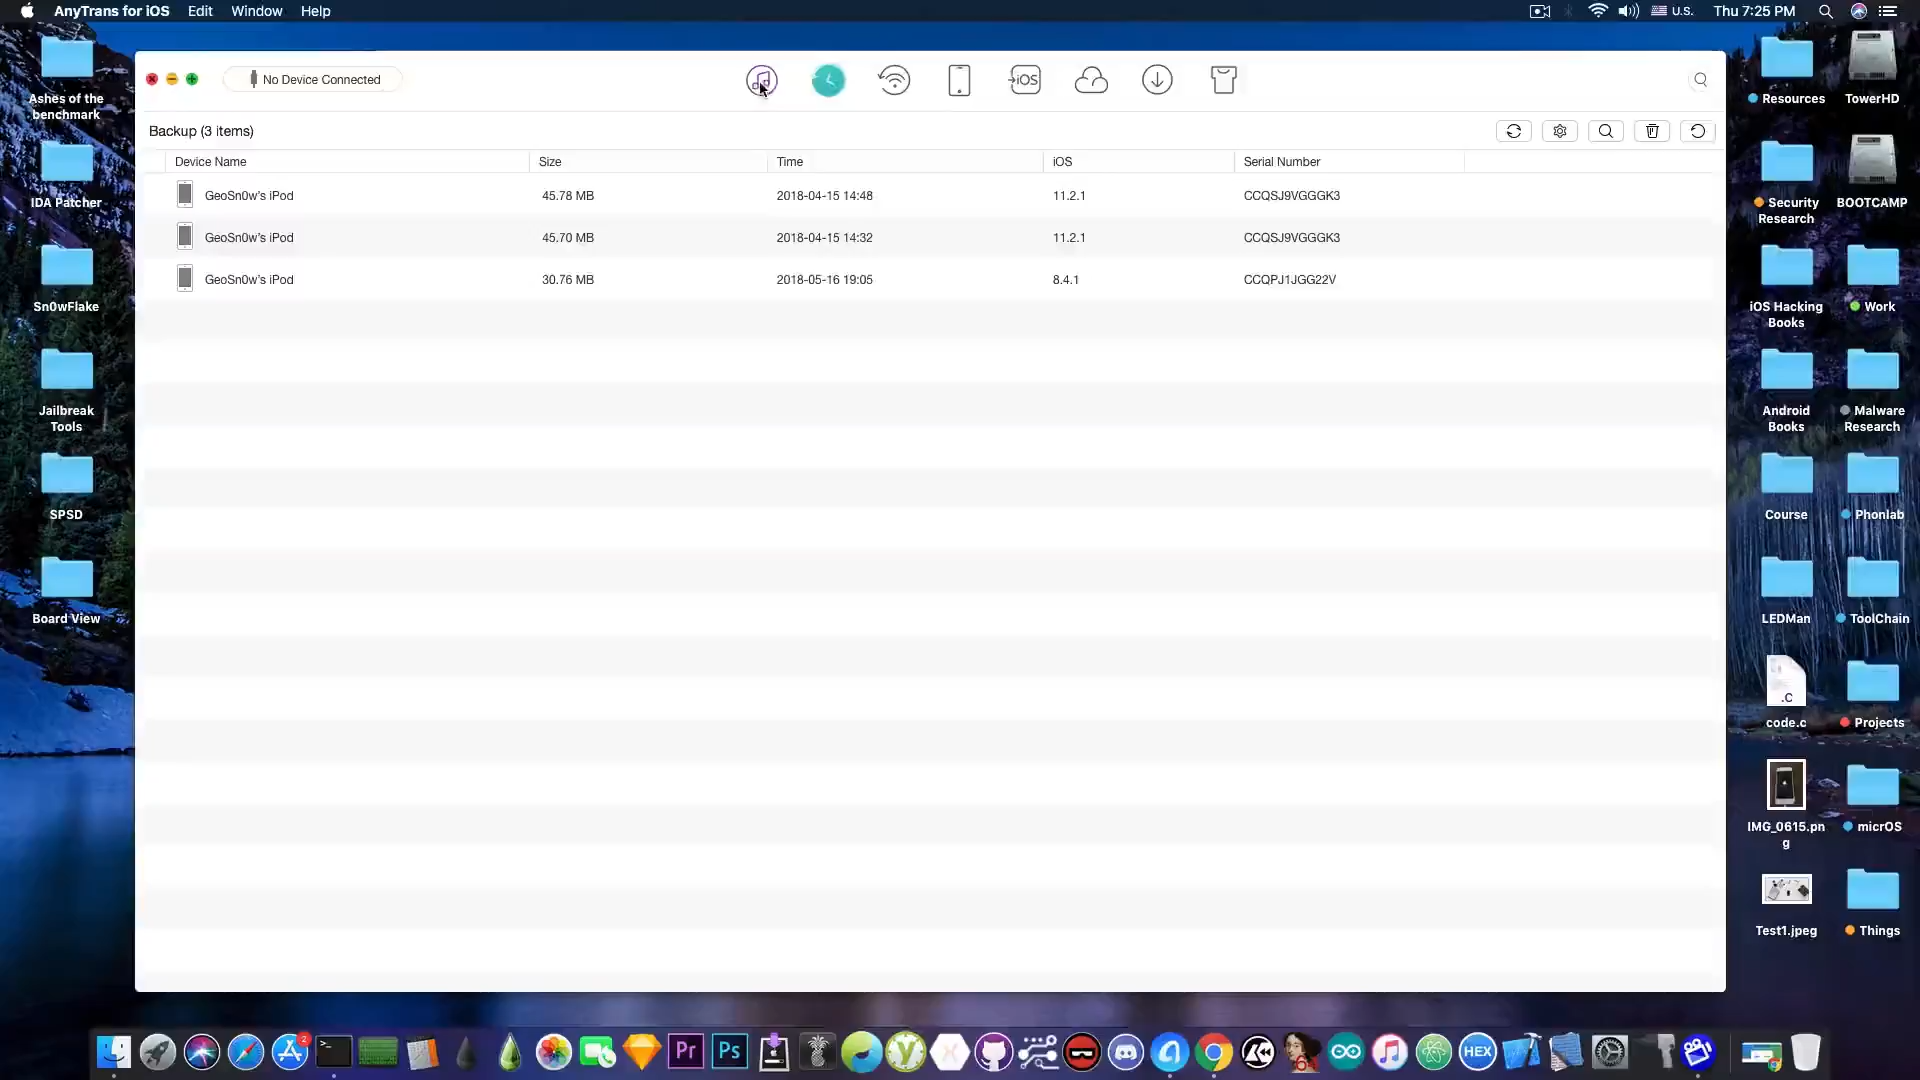 AnyTrans for iOS Edit Window Help
U.S. Thu 7:25 PM
No Device Connected
iOS
Backup (3 items)
Device Name Size Time iOS Serial Number
GeoSn0w's iPod 45.78 MB 2018-04-15 14:48 11.2.1 CCQSJ9VGGGK3
GeoSn0w's iPod 45.70 MB 2018-04-15 14:32 11.2.1 CCQSJ9VGGGK3
GeoSn0w's iPod 30.76 MB 2018-05-16 19:05 8.4.1 CCQPJ1JGG22V
Ashes of the
benchmark
IDA Patcher
Sn0wFlake
Jailbreak
Tools
SPSD
Board View
Resources
TowerHD
Security
Research
BOOTCAMP
iOS Hacking
Books
Work
Android
Books
Malware
Research
Course
Phonlab
LEDMan
ToolChain
.C
code.c
Projects
IMG_0615.pn
g
micrOS
Test1.jpeg
Things
2
>_
Pr
Ps
HEX